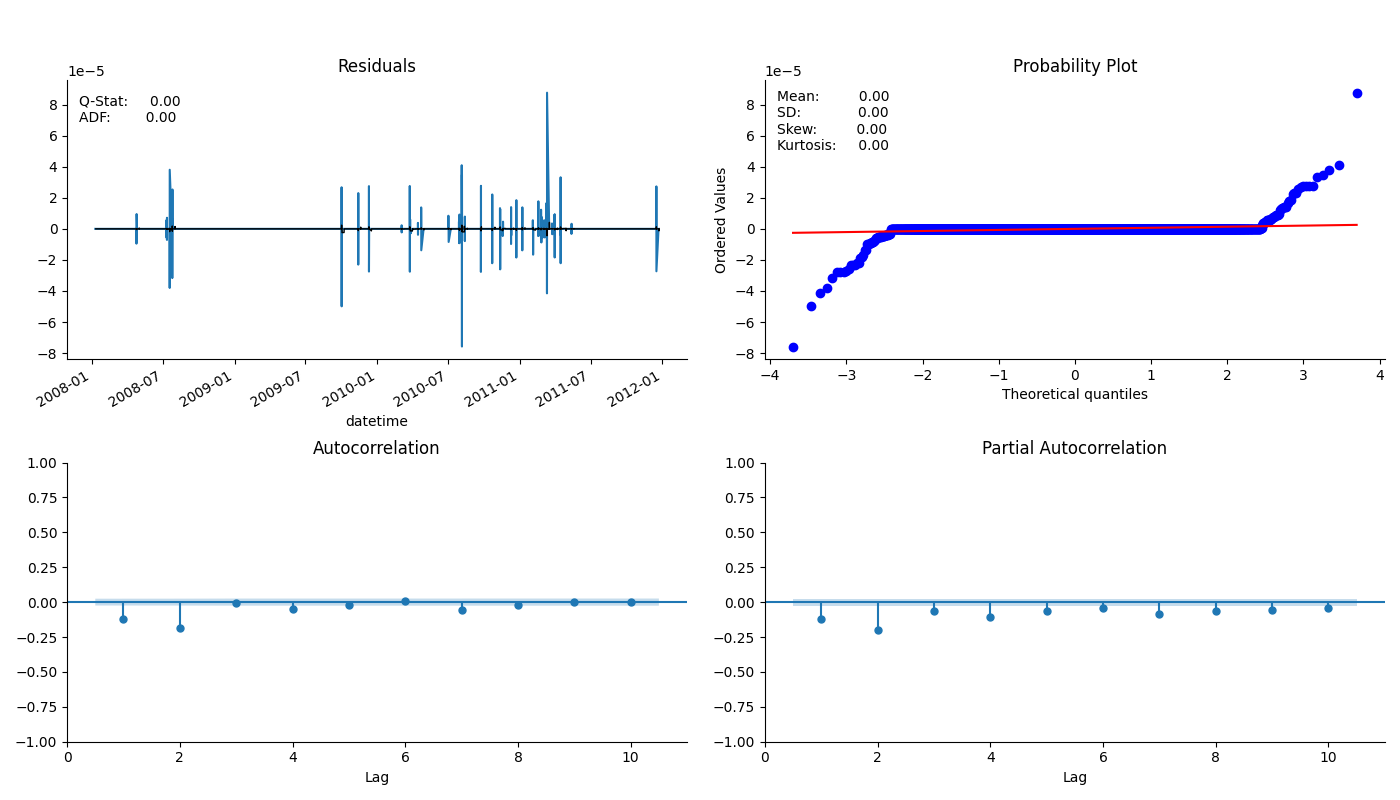 Residuals
1e−5
Q-Stat: 0.00
ADF: 0.00
8
6
4
2
0
−2
−4
−6
−8
2008-01 2008-07 2009-01 2009-07 2010-01 2010-07 2011-01 2011-07 2012-01
datetime
Probability Plot
1e−5
Mean: 0.00
SD: 0.00
Skew: 0.00
Kurtosis: 0.00
Ordered Values
8
6
4
2
0
−2
−4
−6
−8
−4 −3 −2 −1 0 1 2 3 4
Theoretical quantiles
Autocorrelation
1.00
0.75
0.50
0.25
0.00
−0.25
−0.50
−0.75
−1.00
0 2 4 6 8 10
Lag
Partial Autocorrelation
1.00
0.75
0.50
0.25
0.00
−0.25
−0.50
−0.75
−1.00
0 2 4 6 8 10
Lag